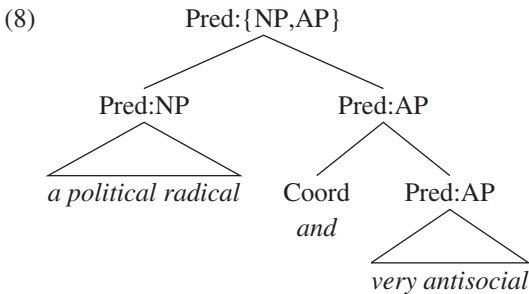 (8) Pred:{NP,AP}
Pred:NP Pred:AP
a political radical Coord Pred:AP
and
very antisocial